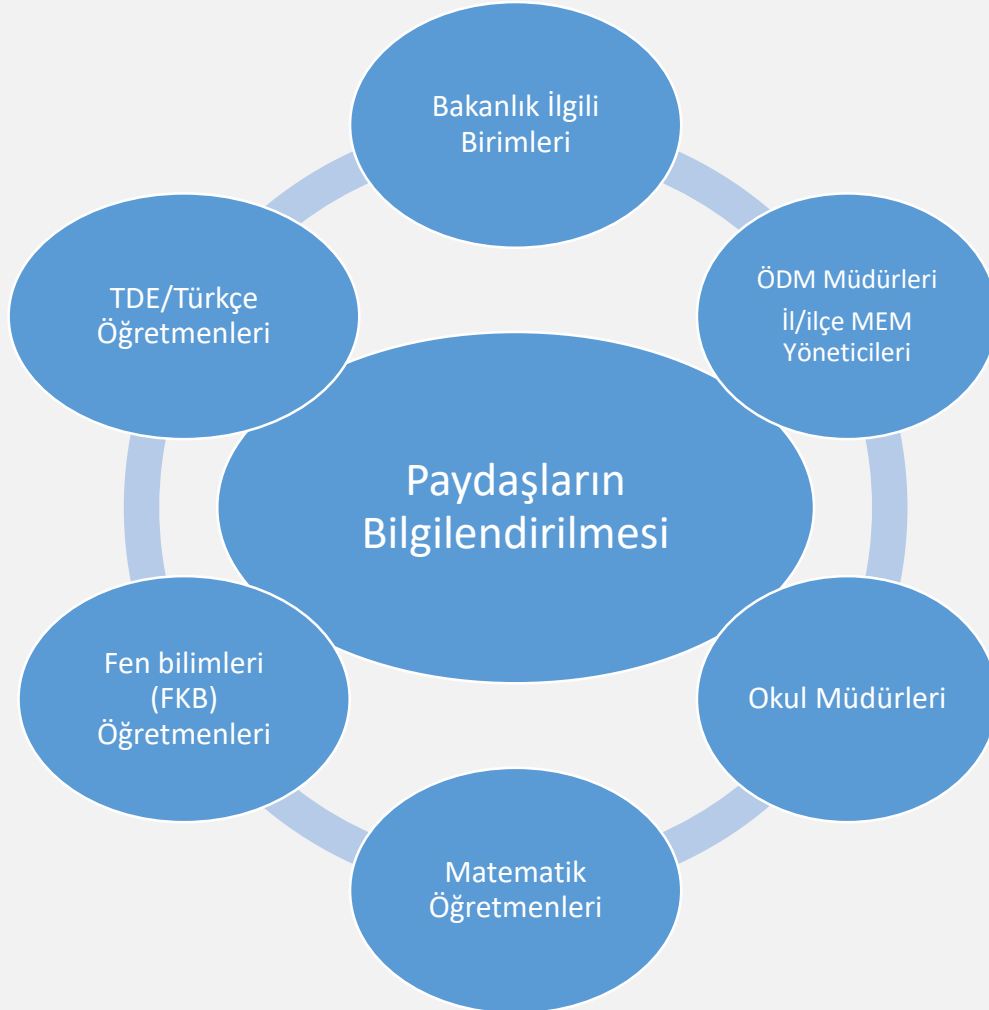 Bakanlık İlgili
Birimleri
TDE/Türkçe
Öğretmenleri
ÖDM Müdürleri
İl/ilçe MEM
Yöneticileri
Paydaşların
Bilgilendirilmesi
Fen bilimleri
(FKB)
Öğretmenleri
Okul Müdürleri
Matematik
Öğretmenleri